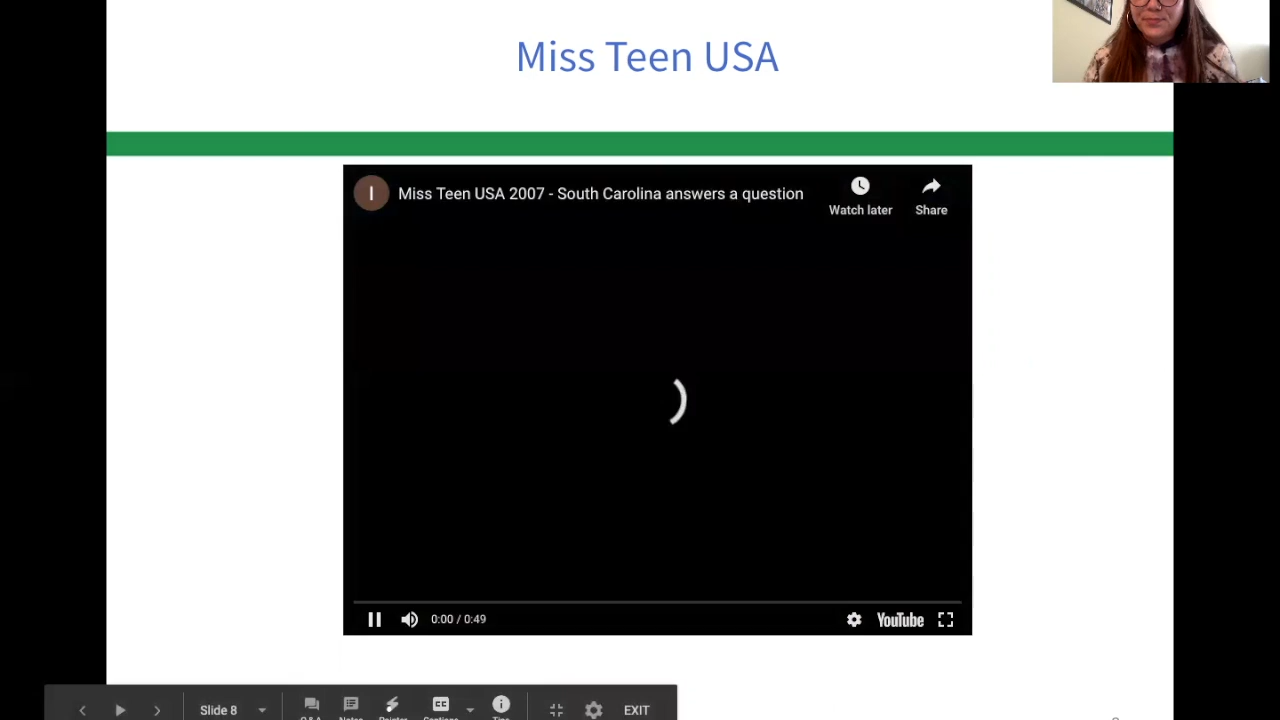 Miss Teen USA
I
Miss Teen USA 2007 - South Carolina answers a question
Watch later
Share
0:00 / 0:49
YouTube
Slide 8
CC
EXIT